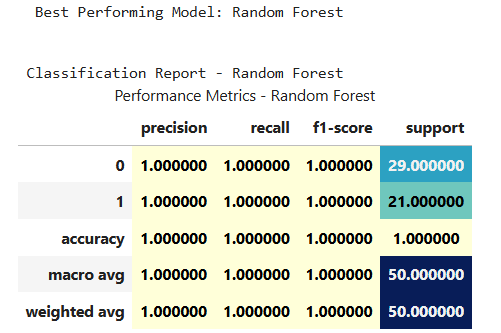 Best Performing Model: Random Forest
Classification Report - Random Forest
Performance Metrics - Random Forest
precision recall f1-score support
0 1.000000 1.000000 1.000000 29.000000
1 1.000000 1.000000 1.000000 21.000000
accuracy 1.000000 1.000000 1.000000 1.000000
macro avg 1.000000 1.000000 1.000000 50.000000
weighted avg 1.000000 1.000000 1.000000 50.000000